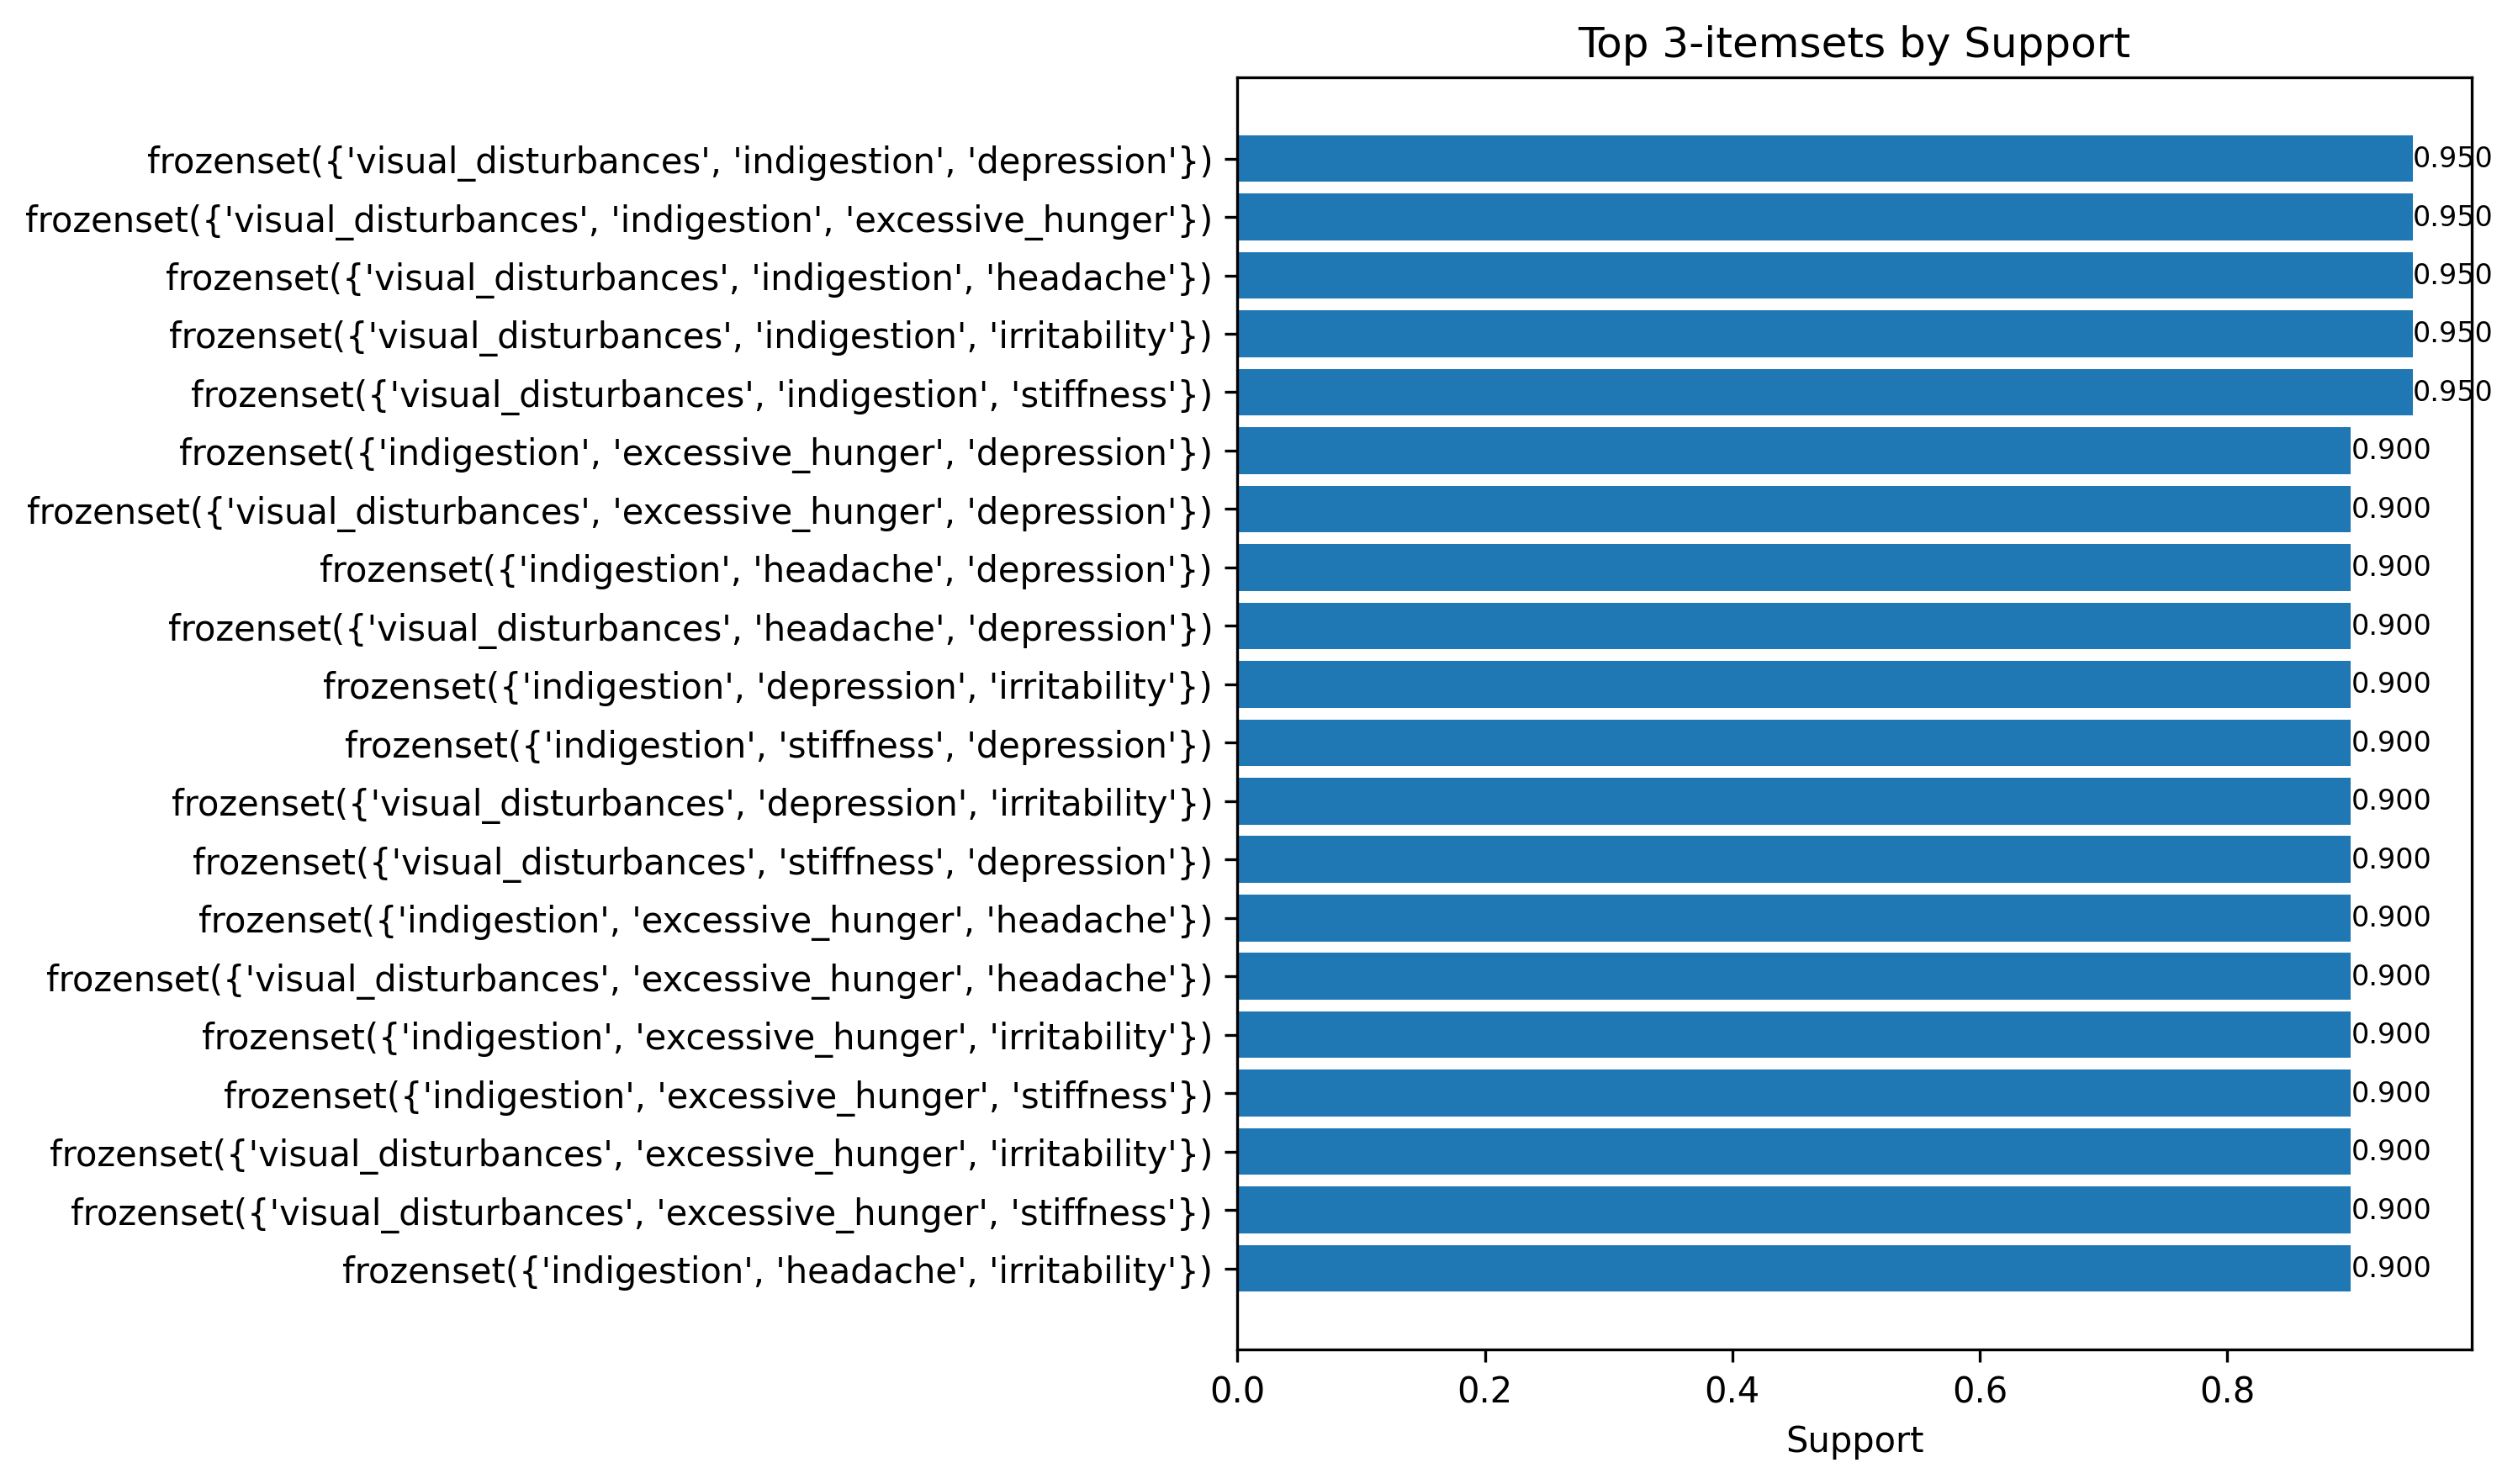 Top 3-itemsets by Support
frozenset({'visual_disturbances', 'indigestion', 'depression'}) 0.950
frozenset({'visual_disturbances', 'indigestion', 'excessive_hunger'}) 0.950
frozenset({'visual_disturbances', 'indigestion', 'headache'}) 0.950
frozenset({'visual_disturbances', 'indigestion', 'irritability'}) 0.950
frozenset({'visual_disturbances', 'indigestion', 'stiffness'}) 0.950
frozenset({'indigestion', 'excessive_hunger', 'depression'}) 0.900
frozenset({'visual_disturbances', 'excessive_hunger', 'depression'}) 0.900
frozenset({'indigestion', 'headache', 'depression'}) 0.900
frozenset({'visual_disturbances', 'headache', 'depression'}) 0.900
frozenset({'indigestion', 'depression', 'irritability'}) 0.900
frozenset({'indigestion', 'stiffness', 'depression'}) 0.900
frozenset({'visual_disturbances', 'depression', 'irritability'}) 0.900
frozenset({'visual_disturbances', 'stiffness', 'depression'}) 0.900
frozenset({'indigestion', 'excessive_hunger', 'headache'}) 0.900
frozenset({'visual_disturbances', 'excessive_hunger', 'headache'}) 0.900
frozenset({'indigestion', 'excessive_hunger', 'irritability'}) 0.900
frozenset({'indigestion', 'excessive_hunger', 'stiffness'}) 0.900
frozenset({'visual_disturbances', 'excessive_hunger', 'irritability'}) 0.900
frozenset({'visual_disturbances', 'excessive_hunger', 'stiffness'}) 0.900
frozenset({'indigestion', 'headache', 'irritability'}) 0.900
0.0 0.2 0.4 0.6 0.8
Support